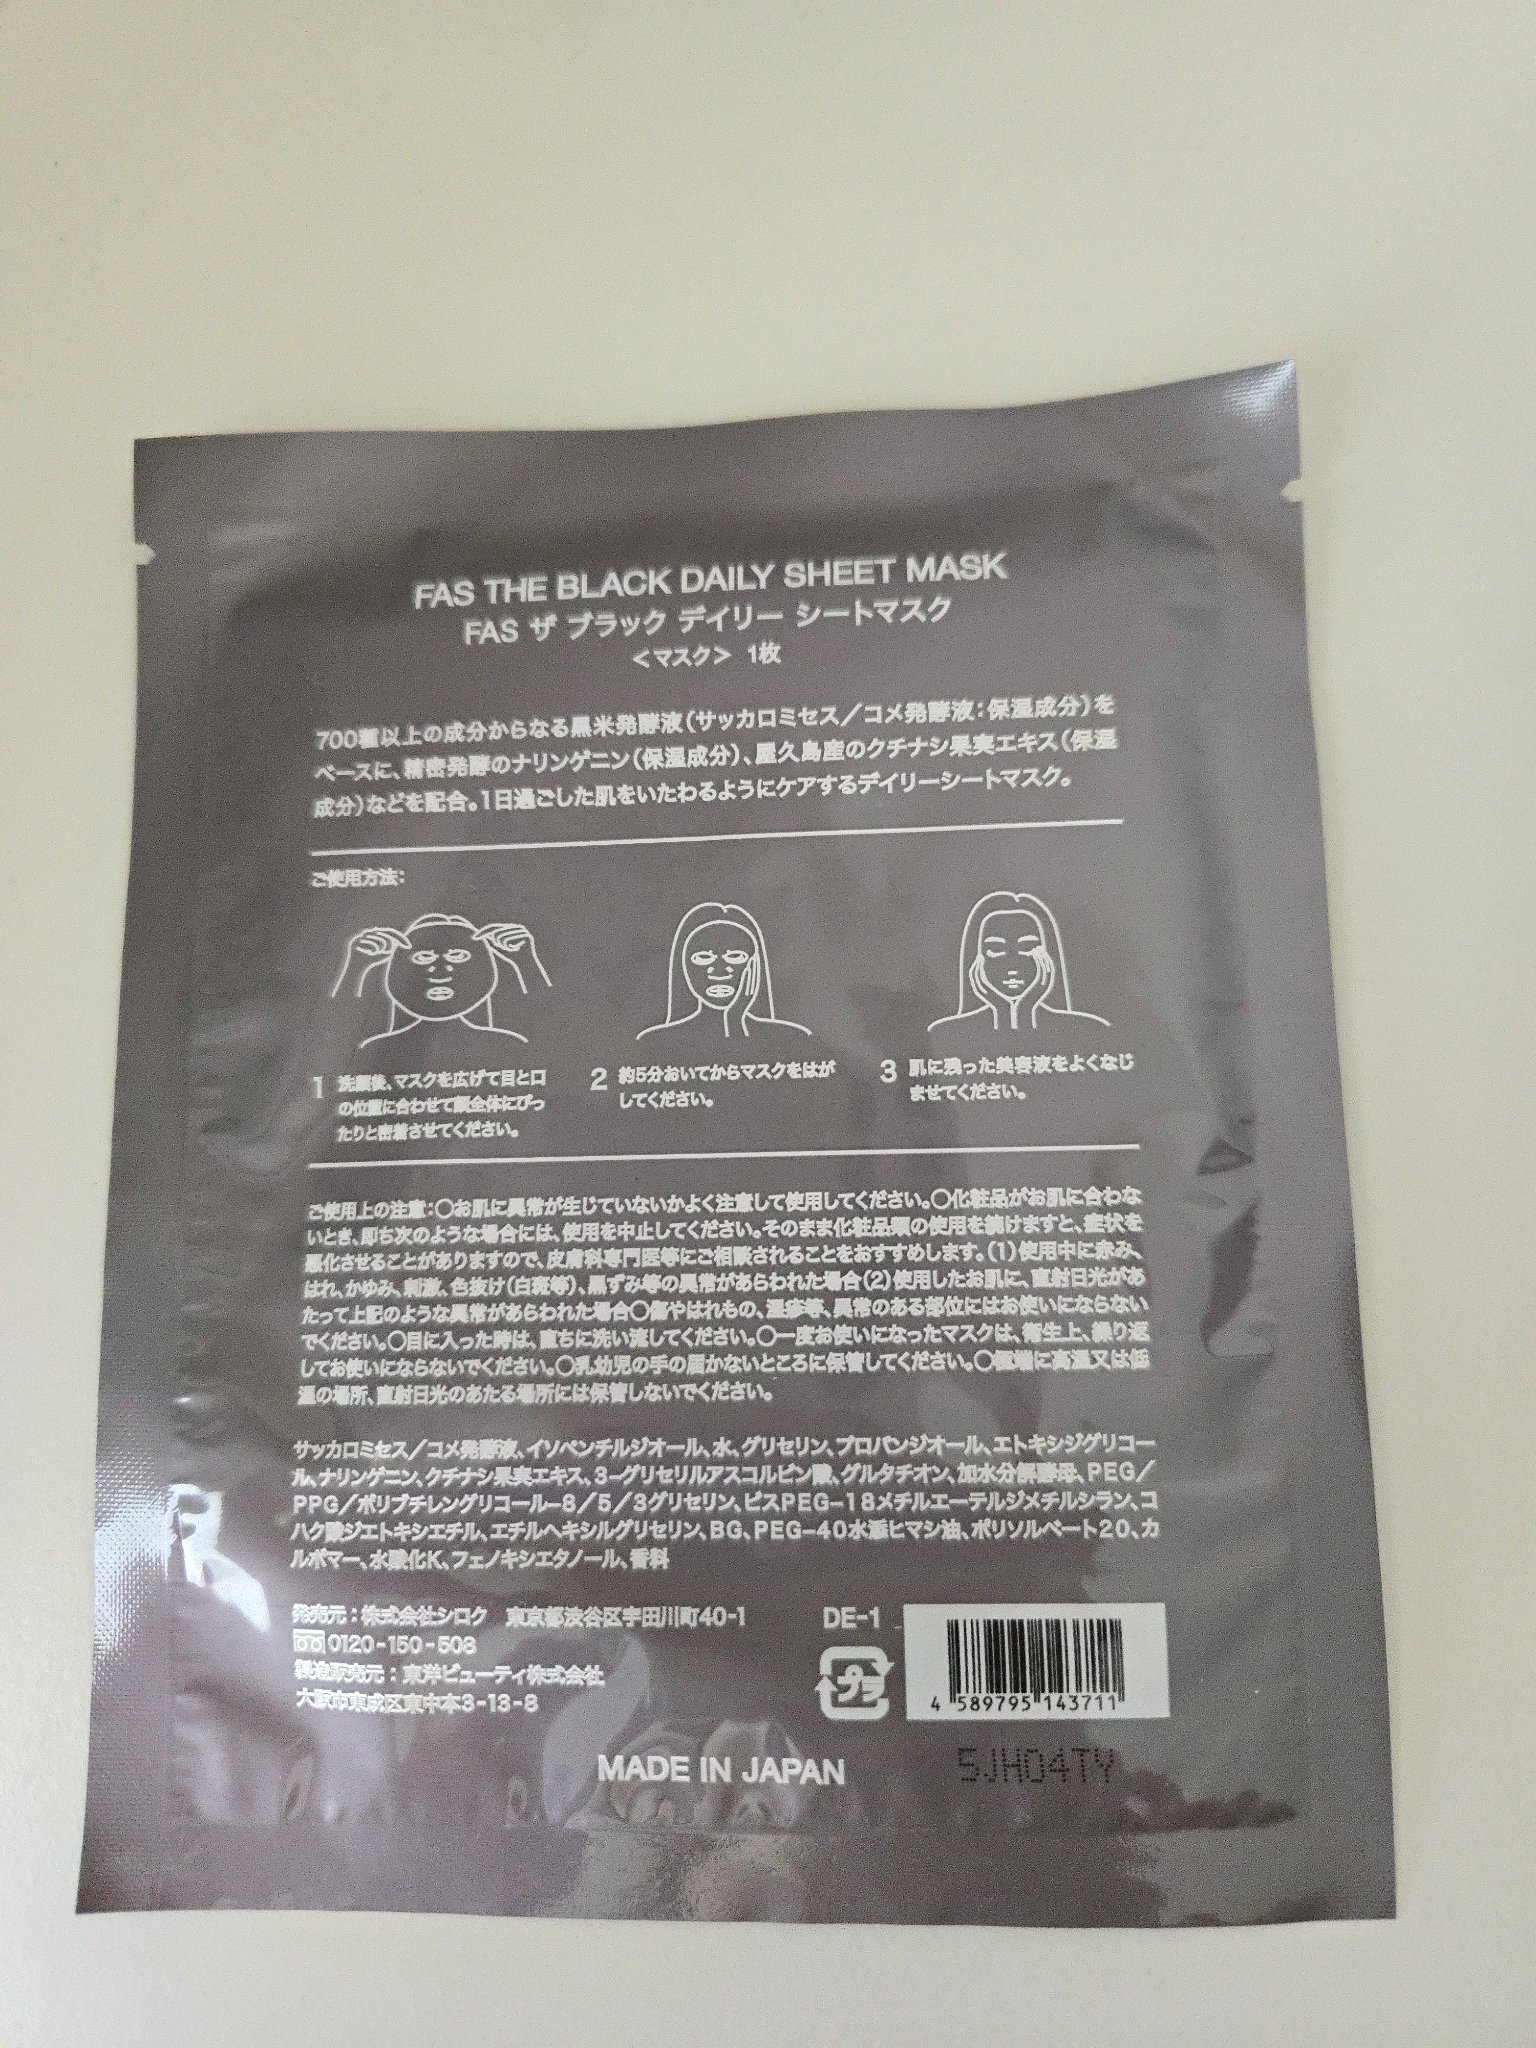 FAS THE BLACK DAILY SHEET MASK
FAS ザ ブラック デイリー シートマスク
＜マスク＞ 1枚
700種以上の成分からなる黒米発酵液（サッカロミセス／コメ発酵液：保湿成分）を
ベースに、精密発酵のナリンゲニン（保湿成分）、屋久島産のクチナシ果実エキス（保湿
成分）などを配合。1日過ごした肌をいたわるようにケアするデイリーシートマスク。
ご使用方法：
1 洗顔後、マスクを広げて目と口
の位置に合わせて顔全体にぴっ
たりと密着させてください。
2 約5分おいてからマスクをはが
してください。
3 肌に残った美容液をよくなじ
ませてください。
ご使用上の注意：〇お肌に異常が生じていないかよく注意して使用してください。〇化粧品がお肌に合わな
いとき、即ち次のような場合には、使用を中止してください。そのまま化粧品類の使用を続けますと、症状を
悪化させることがありますので、皮膚科専門医等にご相談されることをおすすめします。（1）使用中に赤み、
はれ、かゆみ、刺激、色抜け（白斑等）、黒ずみ等の異常があらわれた場合（2）使用したお肌に、直射日光があ
たって上記のような異常があらわれた場合〇傷やはれもの、湿疹等、異常のある部位にはお使いにならない
でください。〇目に入った時は、直ちに洗い流してください。〇一度お使いになったマスクは、衛生上、繰り返
してお使いにならないでください。〇乳幼児の手の届かないところに保管してください。〇極端に高温又は低
温の場所、直射日光のあたる場所には保管しないでください。
サッカロミセス／コメ発酵液、イソペンチルジオール、水、グリセリン、プロパンジオール、エトキシジグリコー
ル、ナリンゲニン、クチナシ果実エキス、3-グリセリルアスコルビン酸、グルタチオン、加水分解酵母、PEG／
PPG／ポリブチレングリコール-8／5／3グリセリン、ビスPEG-18メチルエーテルジメチルシラン、コ
ハク酸ジエトキシエチル、エチルヘキシルグリセリン、BG、PEG-40水添ヒマシ油、ポリソルベート20、カ
ルボマー、水酸化K、フェノキシエタノール、香料
発売元：株式会社シロク 東京都渋谷区宇田川町40-1
0120-150-508
製造販売元：東洋ビューティ株式会社
大阪市東成区東中本3-13-8
DE-1
プラ
4 589795 143711
MADE IN JAPAN
5JH04TY